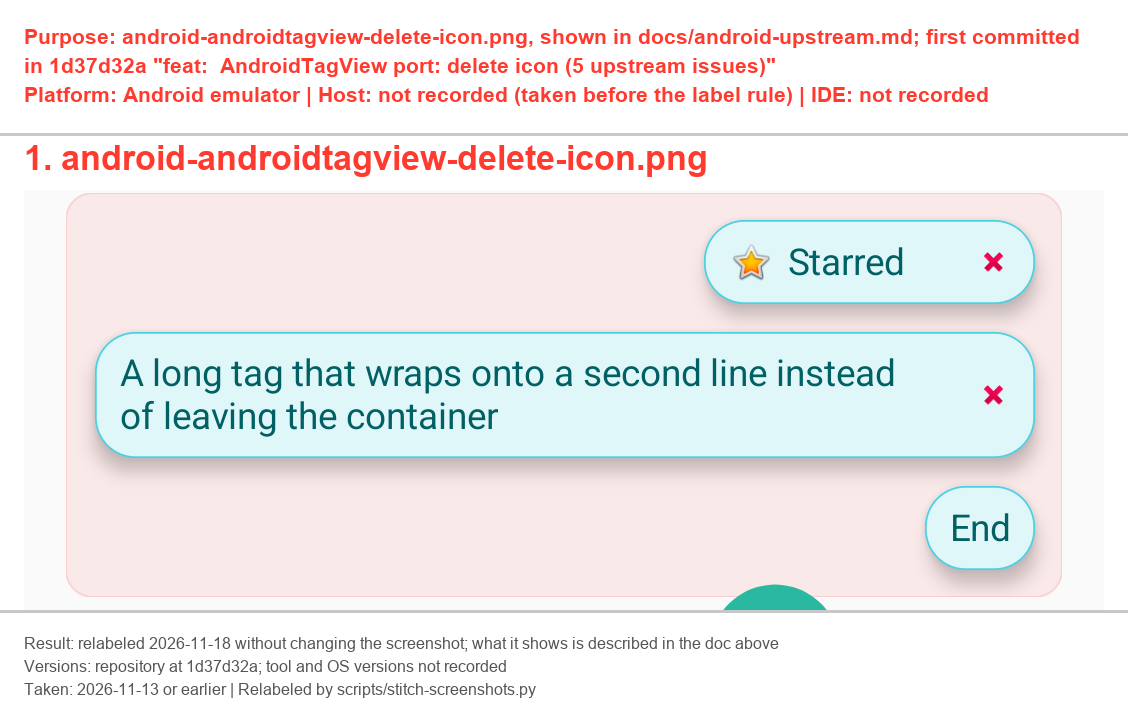 Purpose: android-androidtagview-delete-icon.png, shown in docs/android-upstream.md; first committed
in 1d37d32a "feat:  AndroidTagView port: delete icon (5 upstream issues)"
Platform: Android emulator | Host: not recorded (taken before the label rule) | IDE: not recorded
1. android-androidtagview-delete-icon.png
Starred
A long tag that wraps onto a second line instead
of leaving the container
End
Result: relabeled 2026-11-18 without changing the screenshot; what it shows is described in the doc above
Versions: repository at 1d37d32a; tool and OS versions not recorded
Taken: 2026-11-13 or earlier | Relabeled by scripts/stitch-screenshots.py